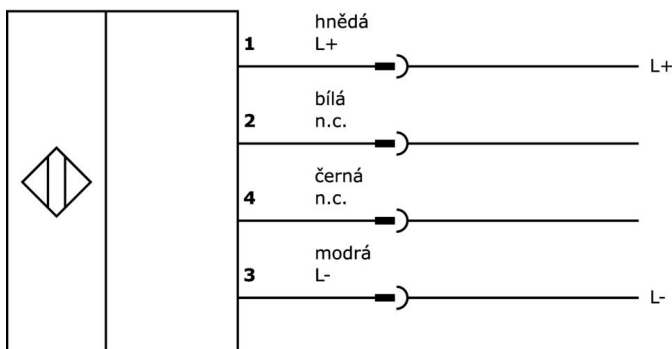 hnědá
1 L+ L+
bílá
2 n.c.
černá
4 n.c.
modrá
3 L- L-